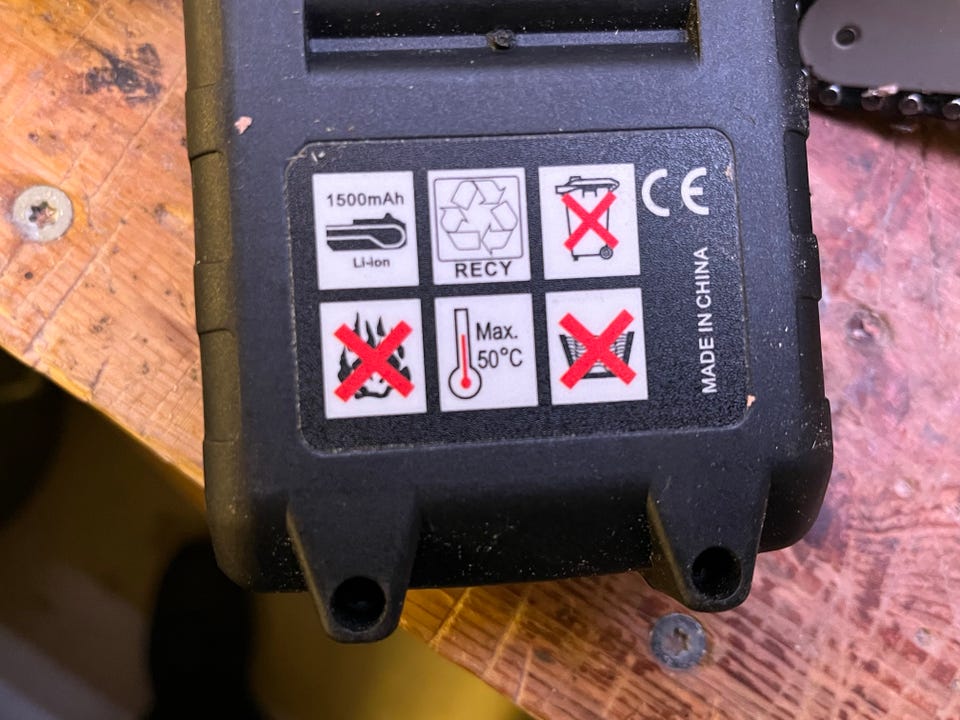 1500mAh
Li-ion
RECY
CE
Max.
50°C
MADE IN CHINA